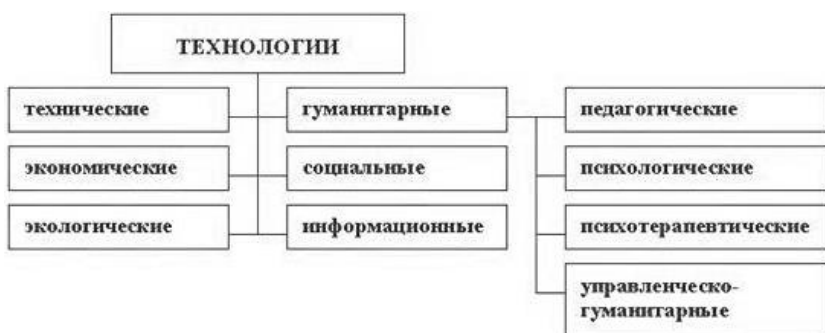 ТЕХНОЛОГИИ
технические
гуманитарные
педагогические
экономические
социальные
психологические
экологические
информационные
психотерапевтические
управленческо-
гуманитарные